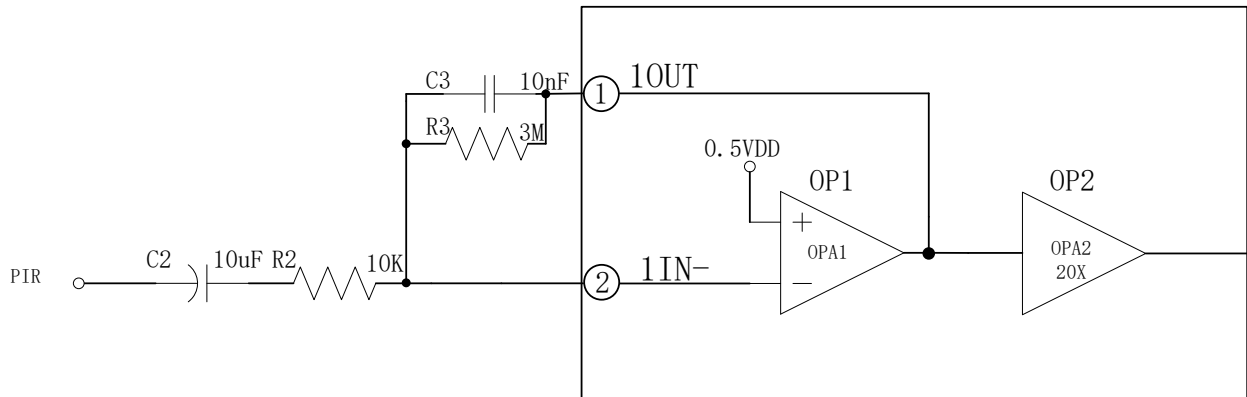 C3 10nF
1 1OUT
R3 3M
0.5VDD
OP1
OP2
OPA1
OPA2
20X
C2 10uF R2 10K
2 1IN-
PIR
+
−